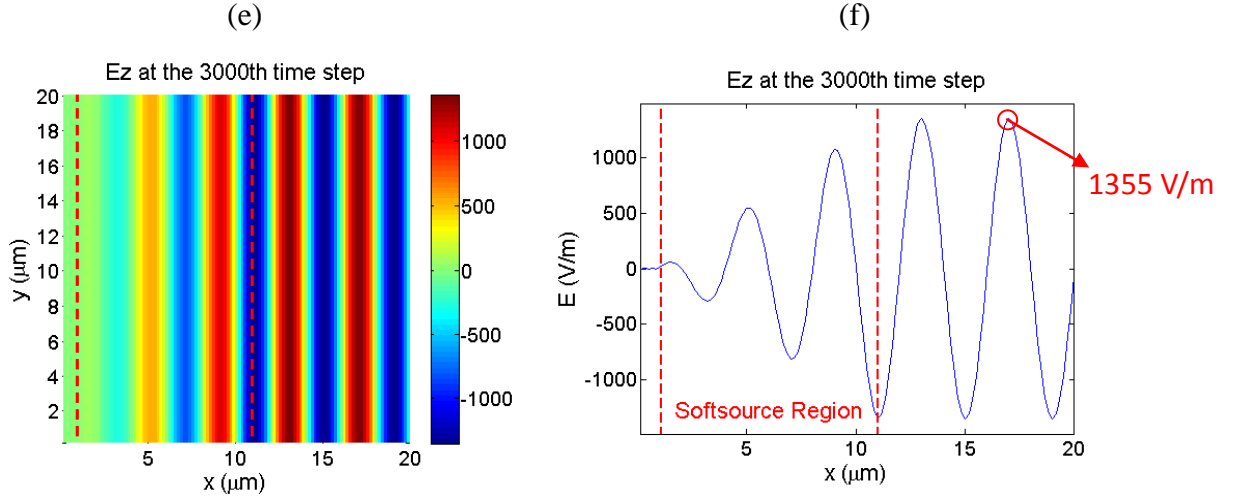 (e)
Ez at the 3000th time step
20
18
16
14
12
10
8
6
4
2
y (μm)
5
10
15
20
x (μm)
1000
500
0
-500
-1000
(f)
Ez at the 3000th time step
1000
500
0
-500
-1000
E (V/m)
Softsource Region
1355 V/m
5
10
15
20
x (μm)